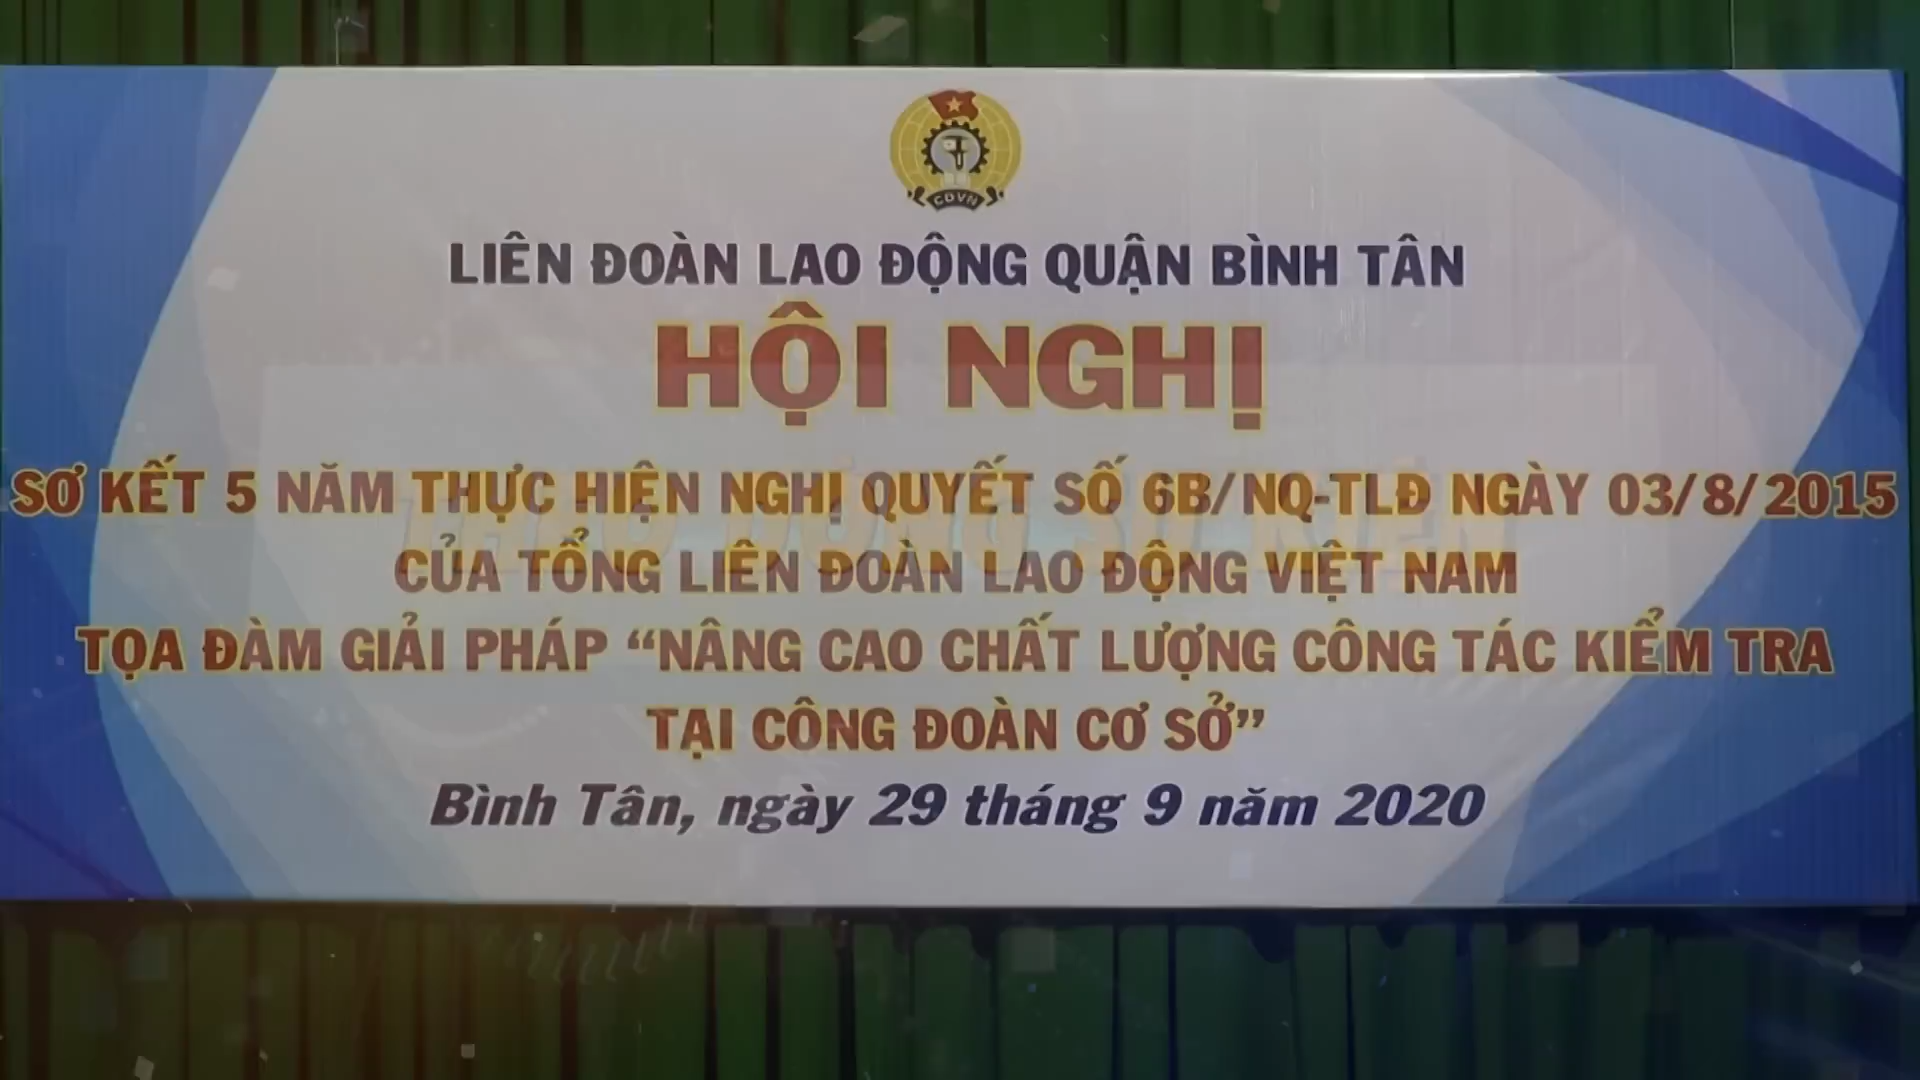 CĐVN
LIÊN ĐOÀN LAO ĐỘNG QUẬN BÌNH TÂN
HỘI NGHỊ
SƠ KẾT 5 NĂM THỰC HIỆN NGHỊ QUYẾT SỐ 6B/NQ-TLĐ NGÀY 03/8/2015
CỦA TỔNG LIÊN ĐOÀN LAO ĐỘNG VIỆT NAM
TỌA ĐÀM GIẢI PHÁP “NÂNG CAO CHẤT LƯỢNG CÔNG TÁC KIỂM TRA
TẠI CÔNG ĐOÀN CƠ SỞ”
Bình Tân, ngày 29 tháng 9 năm 2020